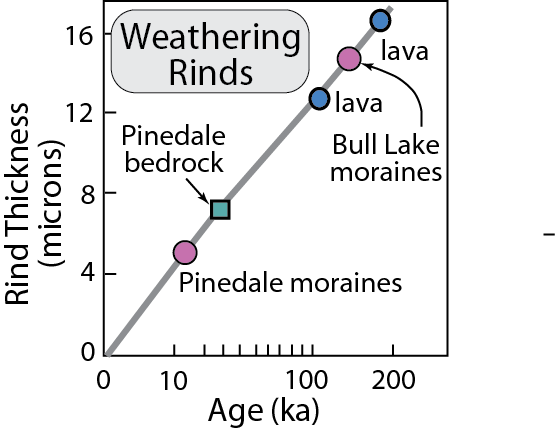 Weathering
Rinds
Rind Thickness
(microns)
16
12
8
4
0
lava
lava
Bull Lake
moraines
Pinedale
bedrock
Pinedale moraines
0 10 100 200
Age (ka)